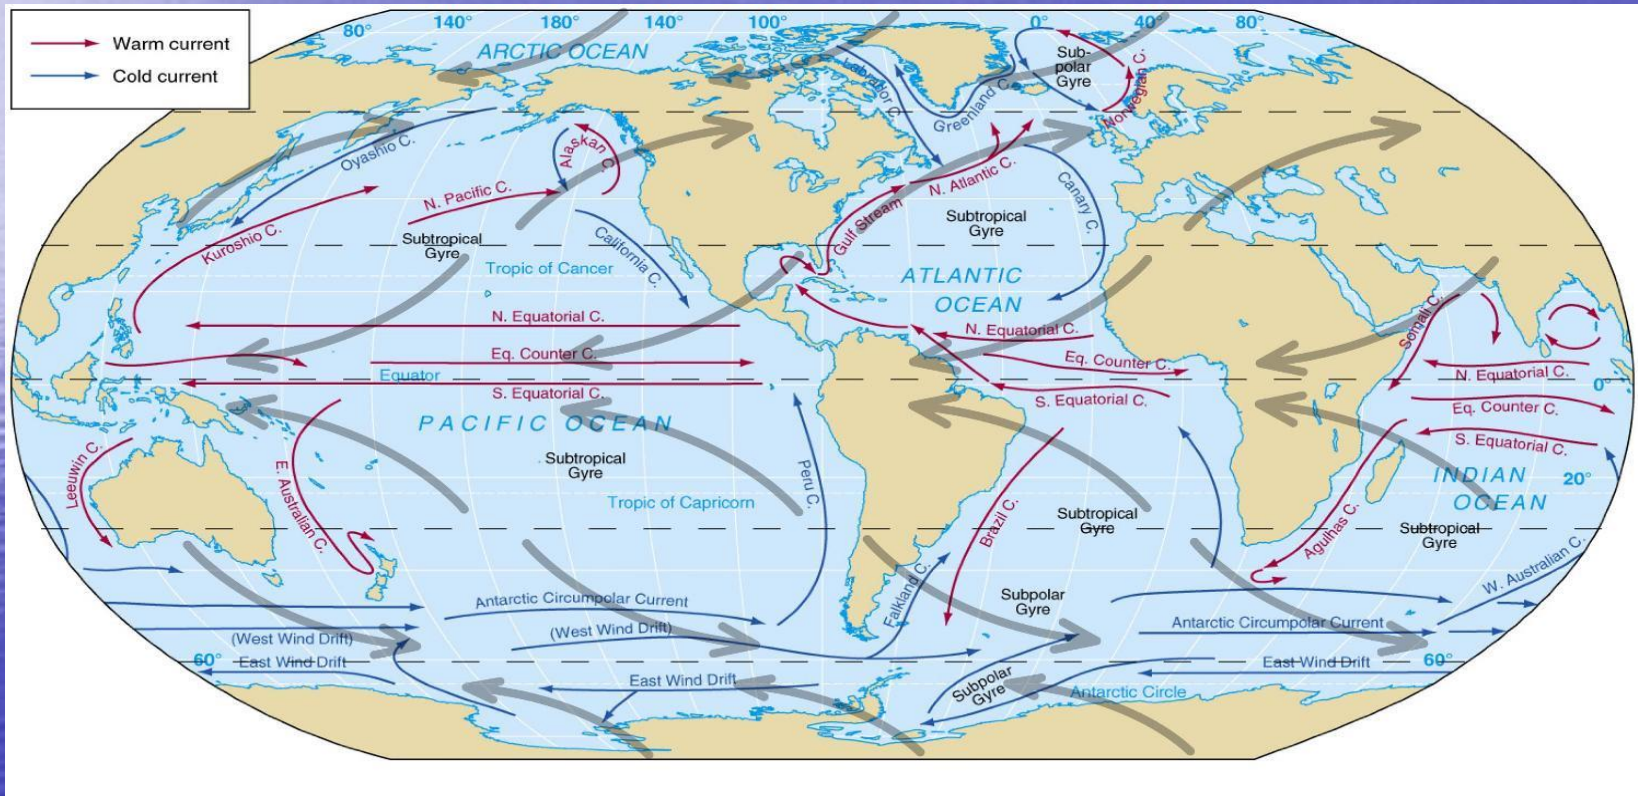 Warm current
Cold current
80°
140°
180°
140°
100°
0°
40°
80°
ARCTIC OCEAN
Sub-
polar
Gyre
Norwegian C.
Labrador C.
Greenland C.
Oyashio C.
Alaskan C.
N. Pacific C.
N. Atlantic C.
Canary C.
Gulf Stream
Subtropical
Gyre
Kuroshio C.
Subtropical
Gyre
California C.
Tropic of Cancer
ATLANTIC
OCEAN
Somali C.
N. Equatorial C.
N. Equatorial C.
Eq. Counter C.
Eq. Counter C.
N. Equatorial C.
Equator
0°
S. Equatorial C.
S. Equatorial C.
Eq. Counter C.
PACIFIC OCEAN
S. Equatorial C.
Leeuwin C.
E. Australian C.
Subtropical
Gyre
Peru C.
INDIAN
OCEAN
20°
Tropic of Capricorn
Brazil C.
Subtropical
Gyre
Agulhas C.
Subtropical
Gyre
W. Australian C.
Falkland C.
Subpolar
Gyre
Antarctic Circumpolar Current
(West Wind Drift)
(West Wind Drift)
Antarctic Circumpolar Current
60°
East Wind Drift
East Wind Drift
60°
East Wind Drift
Subpolar
Gyre
Antarctic Circle